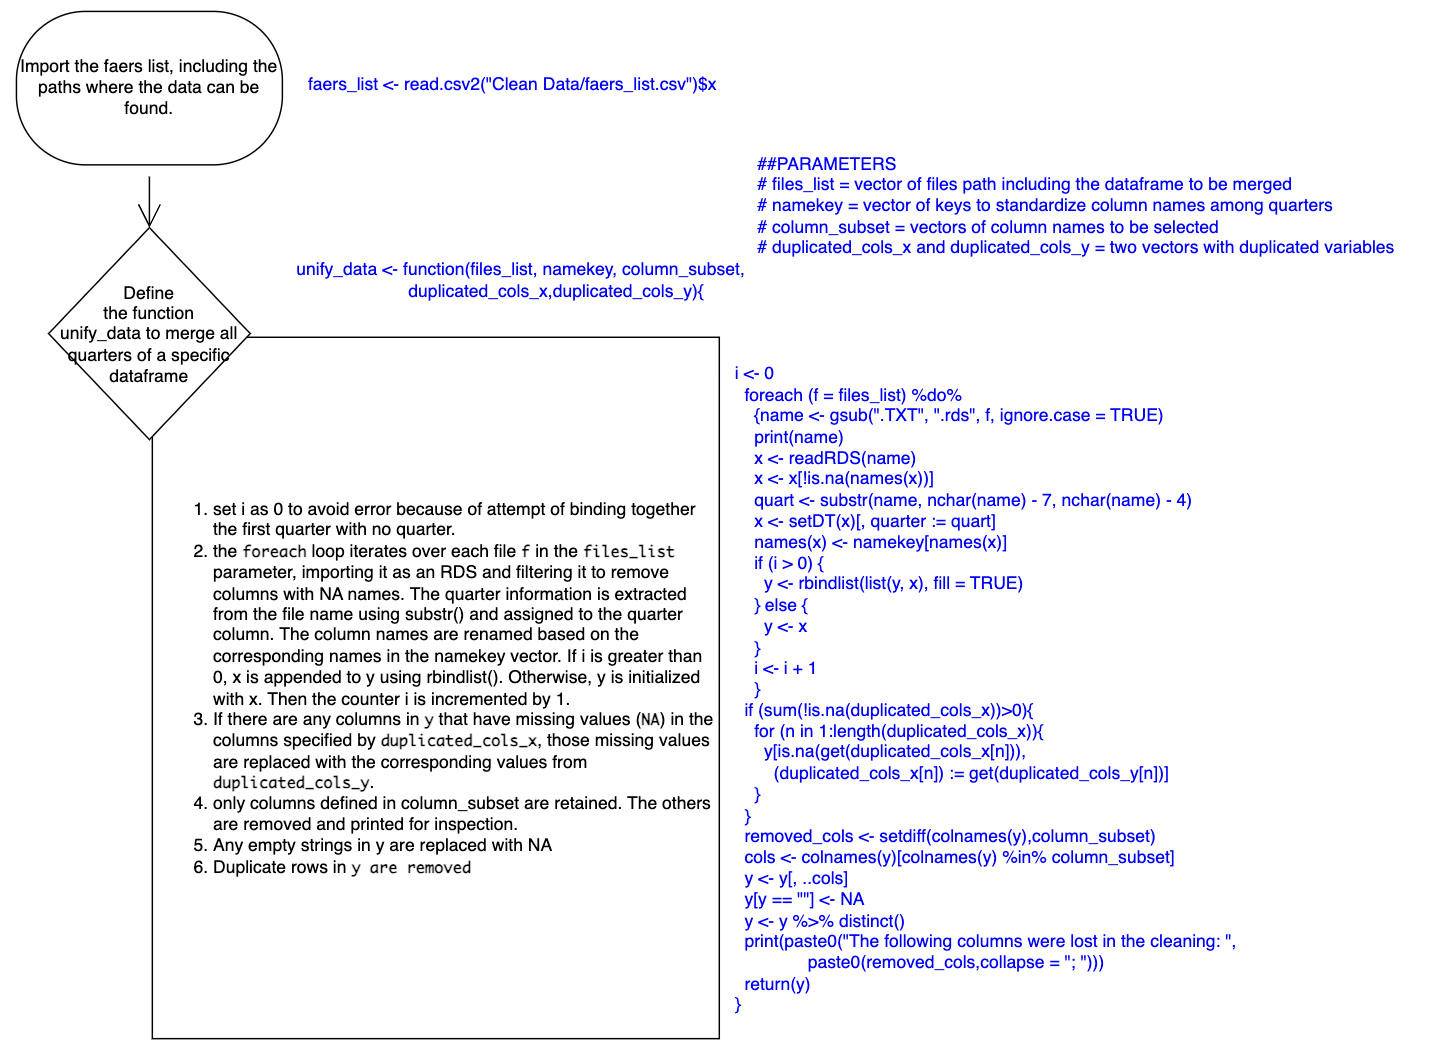 Import the faers list, including the
paths where the data can be
found.
faers_list <- read.csv2("Clean Data/faers_list.csv")$x
##PARAMETERS
# files_list = vector of files path including the dataframe to be merged
# namekey = vector of keys to standardize column names among quarters
# column_subset = vectors of column names to be selected
# duplicated_cols_x and duplicated_cols_y = two vectors with duplicated variables
unify_data <- function(files_list, namekey, column_subset,
duplicated_cols_x,duplicated_cols_y){
Define
the function
unify_data to merge all
quarters of a specific
dataframe
1. set i as 0 to avoid error because of attempt of binding together
the first quarter with no quarter.
2. the foreach loop iterates over each file f in the files_list
parameter, importing it as an RDS and filtering it to remove
columns with NA names. The quarter information is extracted
from the file name using substr() and assigned to the quarter
column. The column names are renamed based on the
corresponding names in the namekey vector. If i is greater than
0, x is appended to y using rbindlist(). Otherwise, y is initialized
with x. Then the counter i is incremented by 1.
3. If there are any columns in y that have missing values (NA) in the
columns specified by duplicated_cols_x, those missing values
are replaced with the corresponding values from
duplicated_cols_y.
4. only columns defined in column_subset are retained. The others
are removed and printed for inspection.
5. Any empty strings in y are replaced with NA
6. Duplicate rows in y are removed
i <- 0
foreach (f = files_list) %do%
{name <- gsub(".TXT", ".rds", f, ignore.case = TRUE)
print(name)
x <- readRDS(name)
x <- x[!is.na(names(x))]
quart <- substr(name, nchar(name) - 7, nchar(name) - 4)
x <- setDT(x)[, quarter := quart]
names(x) <- namekey[names(x)]
if (i > 0) {
y <- rbindlist(list(y, x), fill = TRUE)
} else {
y <- x
}
i <- i + 1
}
if (sum(!is.na(duplicated_cols_x))>0){
for (n in 1:length(duplicated_cols_x)){
y[is.na(get(duplicated_cols_x[n])),
(duplicated_cols_x[n]) := get(duplicated_cols_y[n])]
}
}
removed_cols <- setdiff(colnames(y),column_subset)
cols <- colnames(y)[colnames(y) %in% column_subset]
y <- y[, ..cols]
y[y == ""] <- NA
y <- y %>% distinct()
print(paste0("The following columns were lost in the cleaning: ",
paste0(removed_cols,collapse = "; ")))
return(y)
}